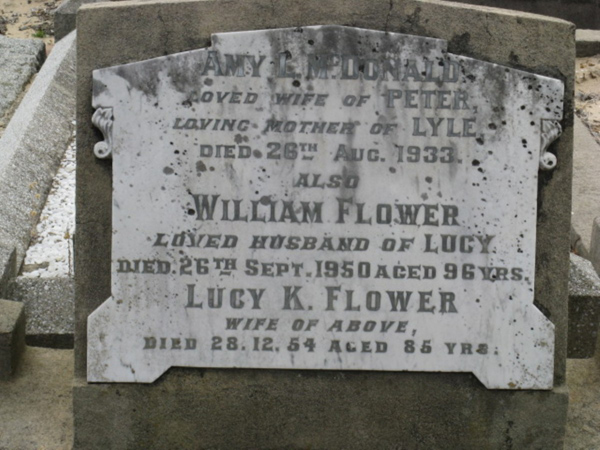 AMY L. McDONALD
LOVED WIFE OF PETER,
LOVING MOTHER OF LYLE,
DIED 26TH AUG. 1933.
ALSO
WILLIAM FLOWER
LOVED HUSBAND OF LUCY
DIED 26TH SEPT. 1950 AGED 96 YRS.
LUCY K. FLOWER
WIFE OF ABOVE,
DIED 28.12.54 AGED 85 YRS.